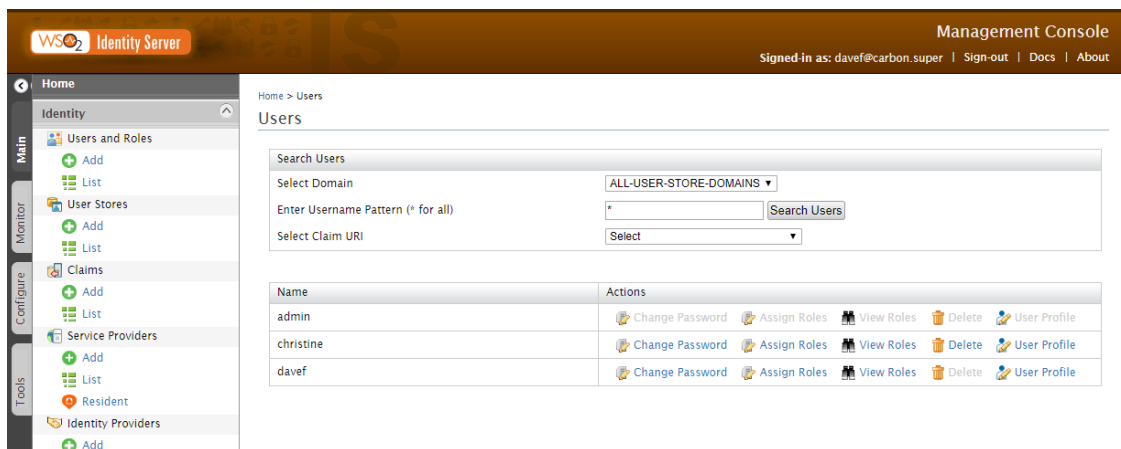 WSO2 Identity Server
Management Console
Signed-in as: davef@carbon.super | Sign-out | Docs | About
Main
Monitor
Configure
Tools
Home
Identity
Users and Roles
Add
List
User Stores
Add
List
Claims
Add
List
Service Providers
Add
List
Resident
Identity Providers
Add
Home > Users
Users
Search Users
Select Domain ALL-USER-STORE-DOMAINS
Enter Username Pattern (* for all) * Search Users
Select Claim URI Select
Name Actions
admin Change Password Assign Roles View Roles Delete User Profile
christine Change Password Assign Roles View Roles Delete User Profile
davef Change Password Assign Roles View Roles Delete User Profile